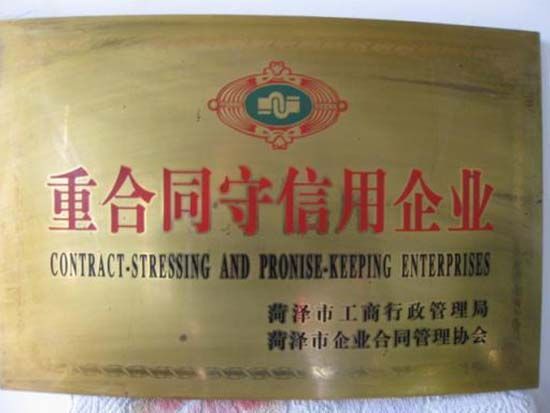 重合同守信用企业
CONTRACT-STRESSING AND PRONISE-KEEPING ENTERPRISES
菏泽市工商行政管理局
菏泽市企业合同管理协会